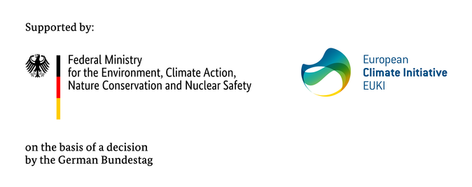 Supported by:
Federal Ministry
for the Environment, Climate Action,
Nature Conservation and Nuclear Safety
European
Climate Initiative
EUKI
on the basis of a decision
by the German Bundestag